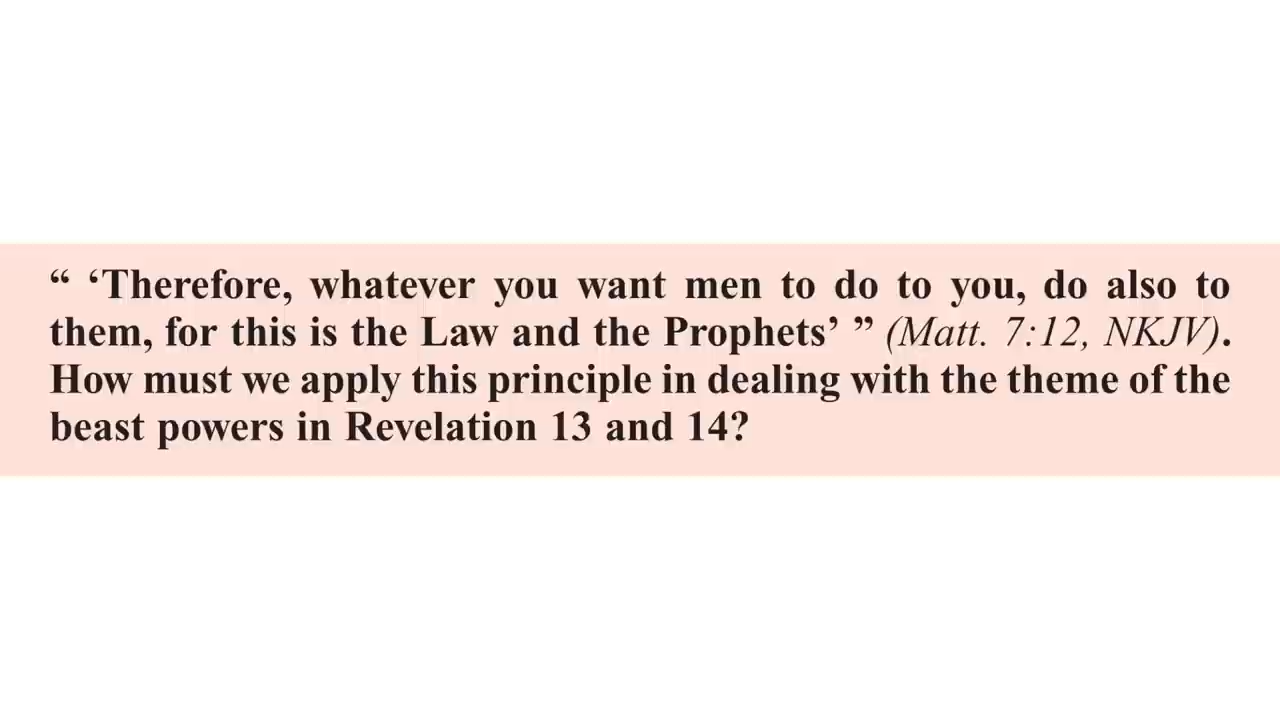 “ ‘Therefore, whatever you want men to do to you, do also to
them, for this is the Law and the Prophets’ ” (Matt. 7:12, NKJV).
How must we apply this principle in dealing with the theme of the
beast powers in Revelation 13 and 14?